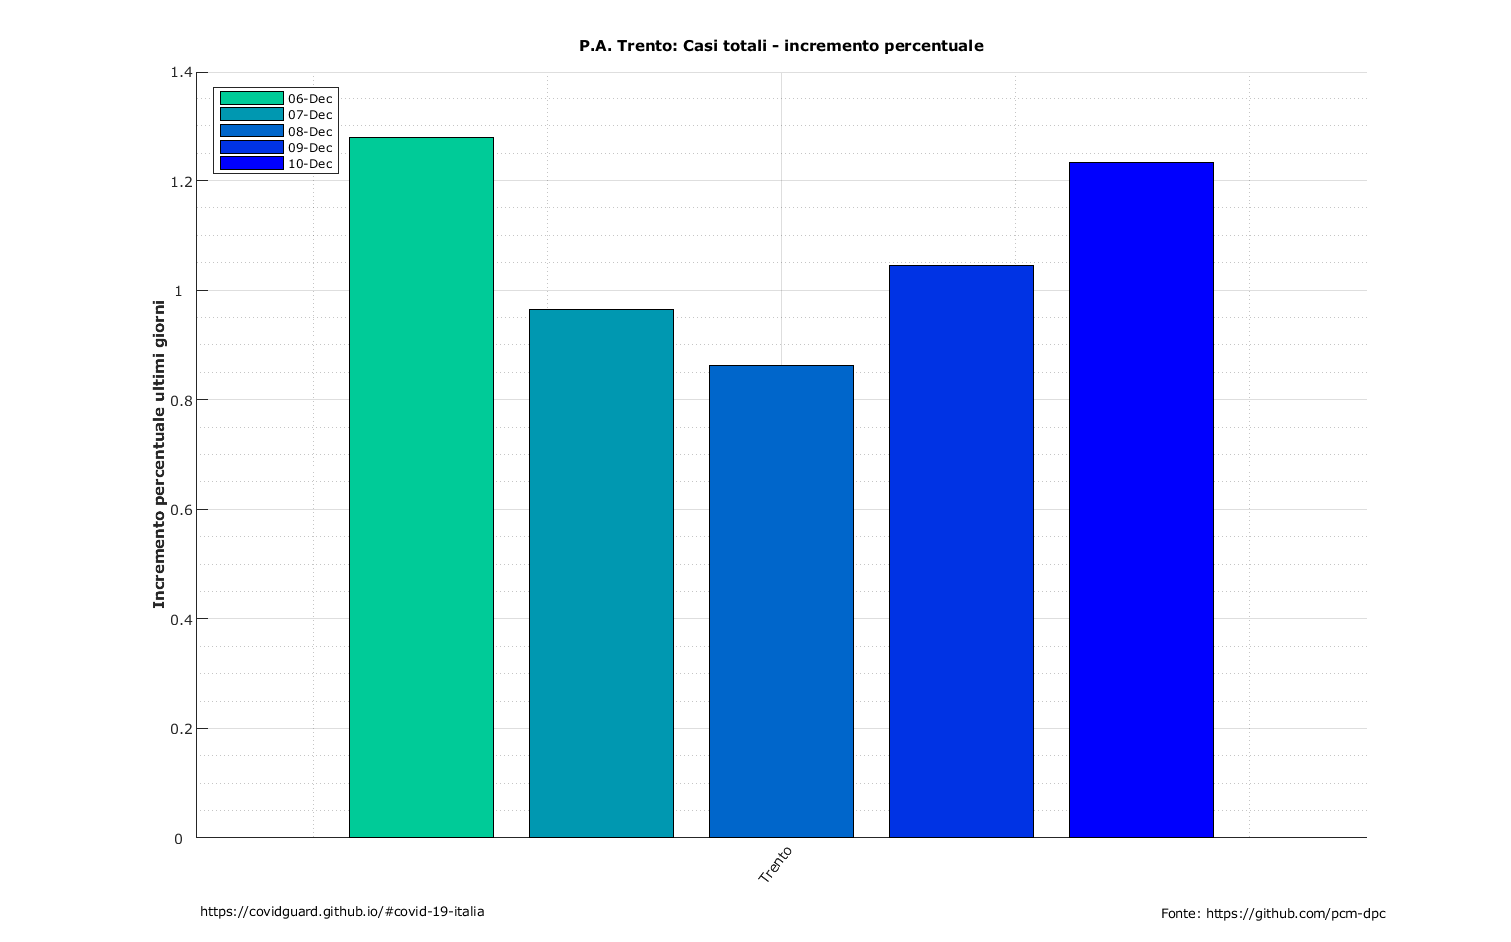 P.A. Trento: Casi totali - incremento percentuale
06-Dec
07-Dec
08-Dec
09-Dec
10-Dec
1.4
1.2
1
0.8
0.6
0.4
0.2
0
Incremento percentuale ultimi giorni
Trento
https://covidguard.github.io/#covid-19-italia
Fonte: https://github.com/pcm-dpc